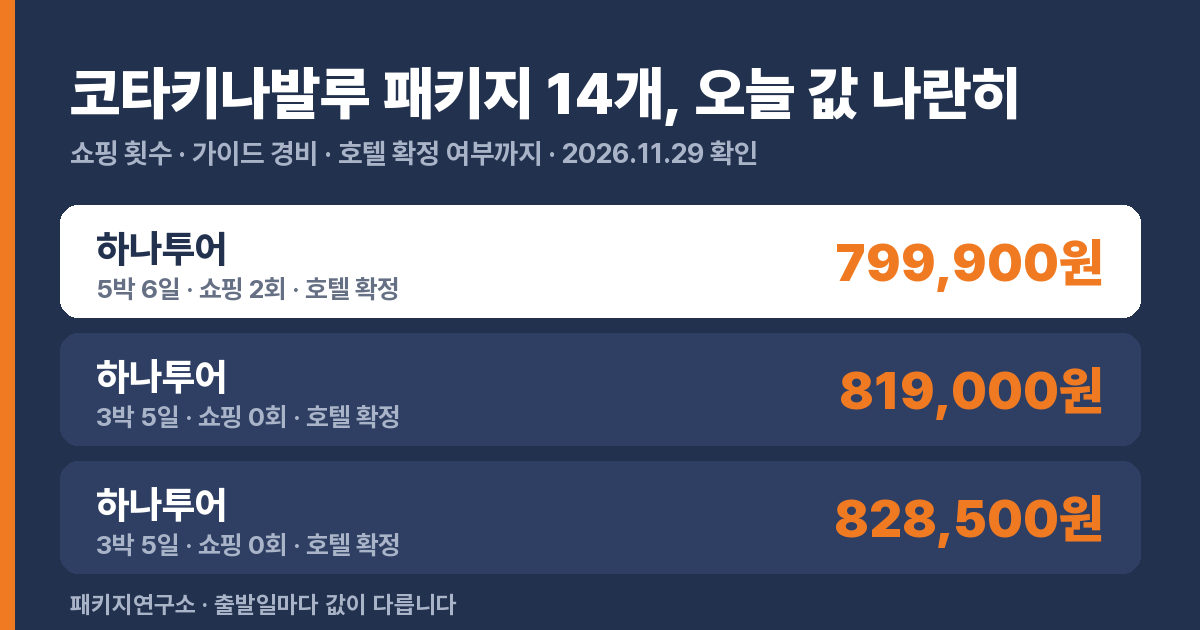 코타키나발루 패키지 14개, 오늘 값 나란히
쇼핑 횟수 · 가이드 경비 · 호텔 확정 여부까지 · 2026.11.29 확인
하나투어
799,900원
5박 6일 · 쇼핑 2회 · 호텔 확정
하나투어
819,000원
3박 5일 · 쇼핑 0회 · 호텔 확정
하나투어
828,500원
3박 5일 · 쇼핑 0회 · 호텔 확정
패키지연구소 · 출발일마다 값이 다릅니다